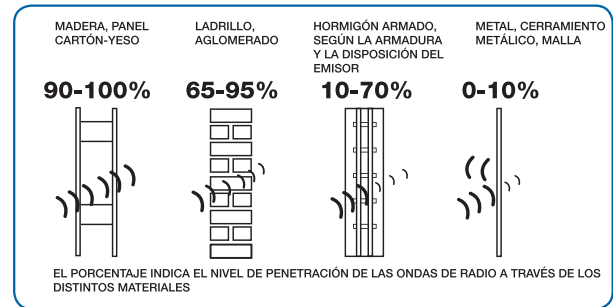 MADERA, PANEL
CARTÓN-YESO
90-100%
LADRILLO,
AGLOMERADO
65-95%
HORMIGÓN ARMADO,
SEGÚN LA ARMADURA
Y LA DISPOSICIÓN DEL
EMISOR
10-70%
METAL, CERRAMIENTO
METÁLICO, MALLA
0-10%
EL PORCENTAJE INDICA EL NIVEL DE PENETRACIÓN DE LAS ONDAS DE RADIO A TRAVÉS DE LOS
DISTINTOS MATERIALES